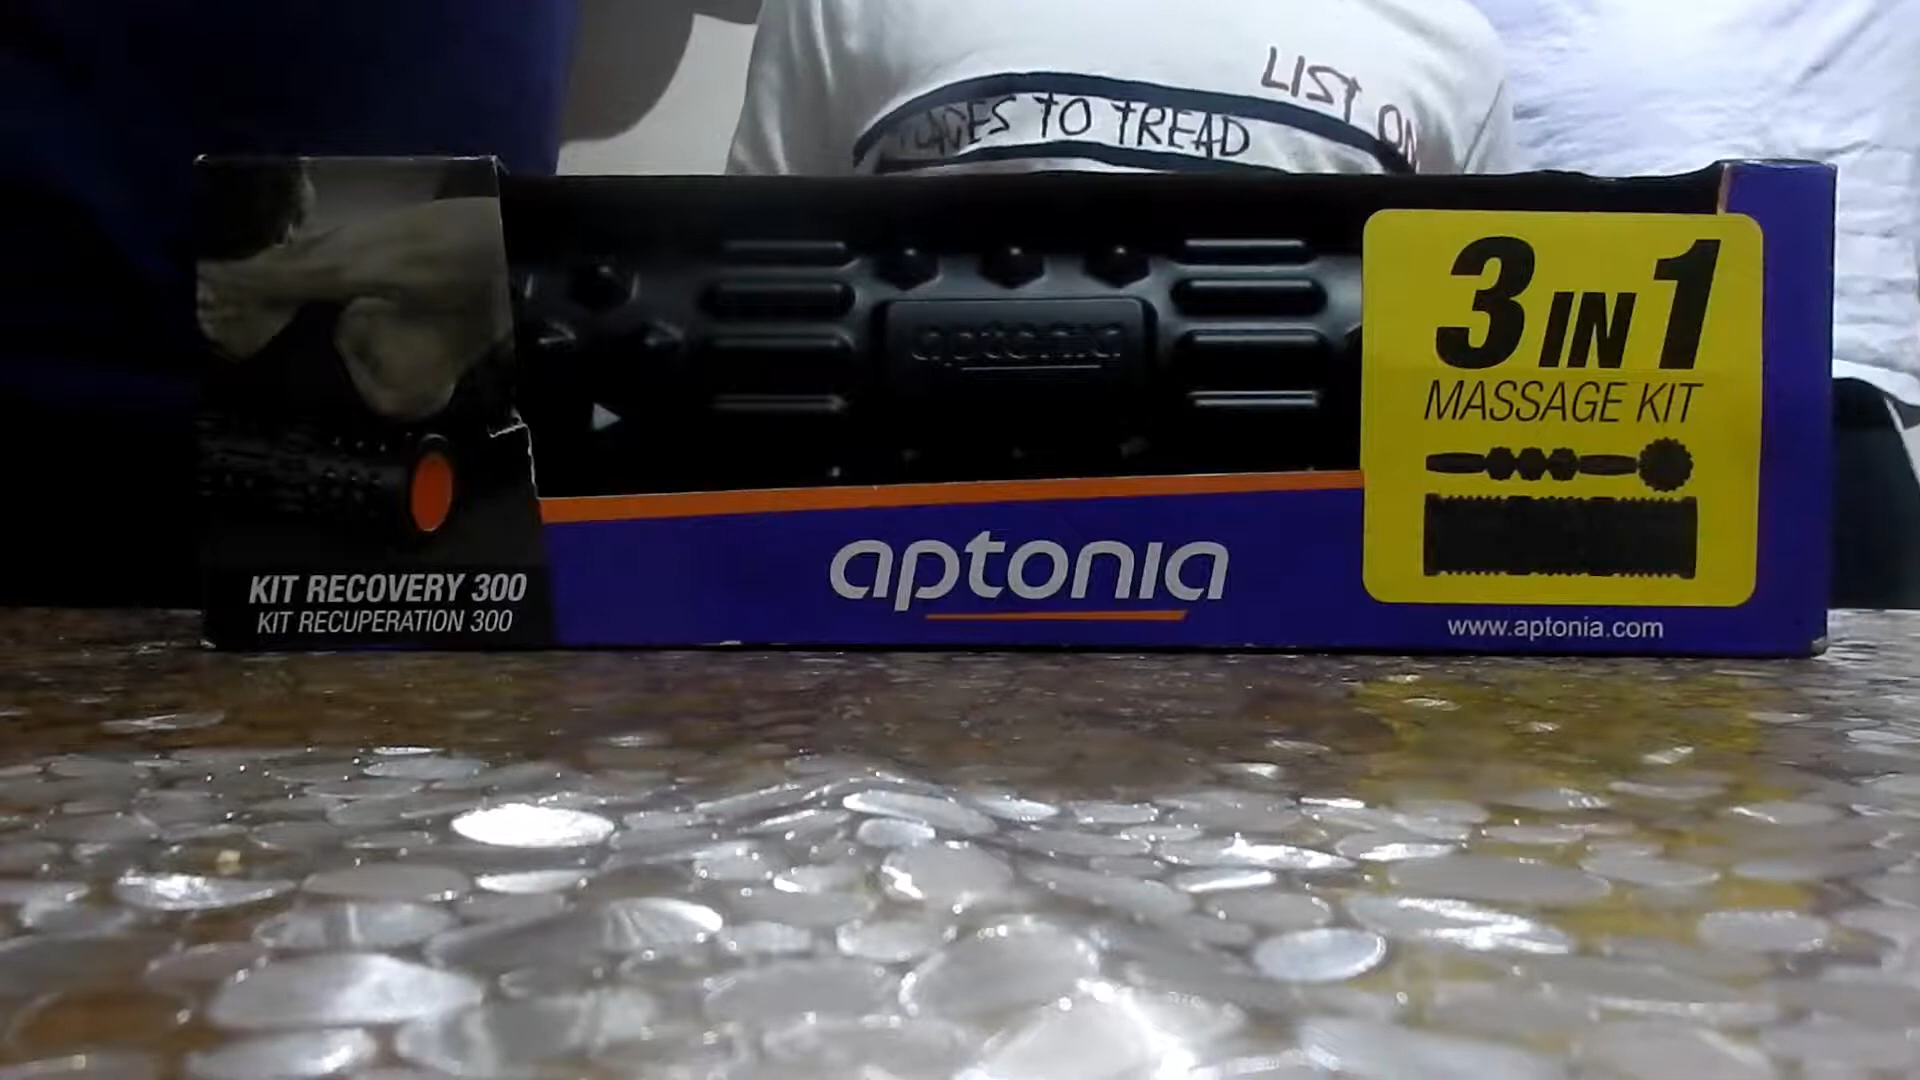 LIST ON
TO TREAD
aptonia
3 IN 1
MASSAGE KIT
KIT RECOVERY 300
KIT RECUPERATION 300
aptonia
www.aptonia.com